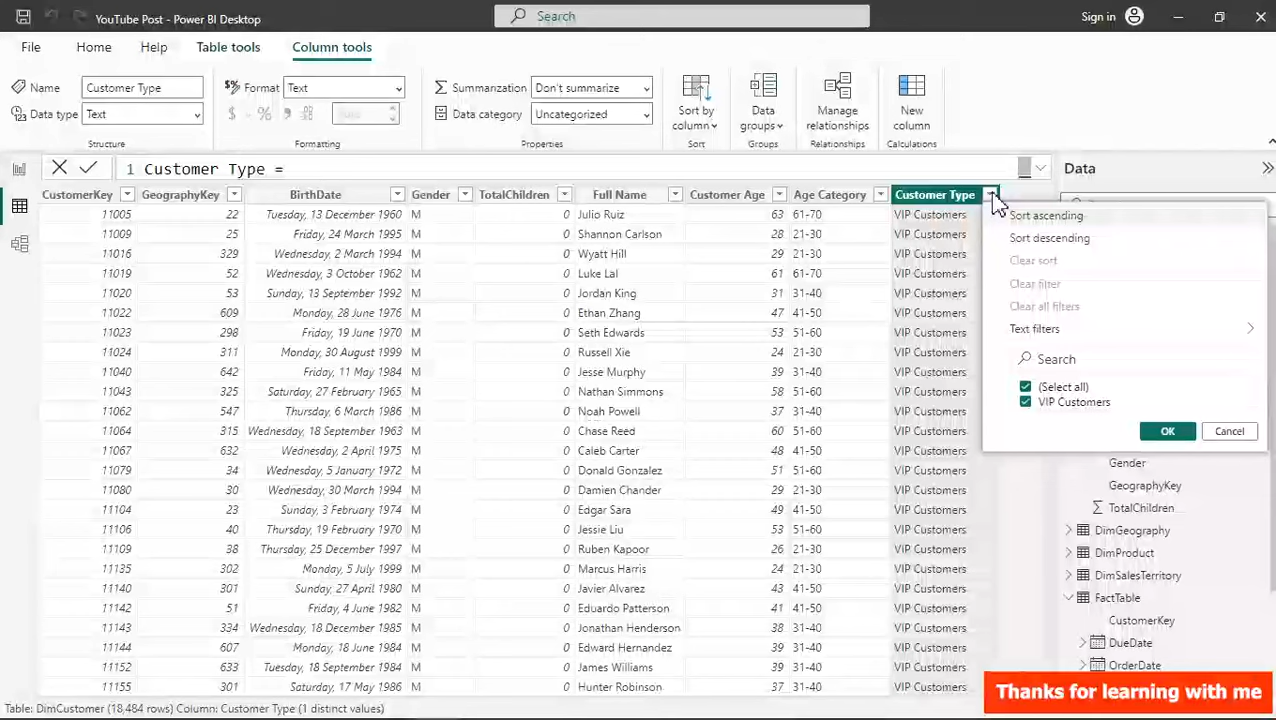 YouTube Post - Power BI Desktop
Search
Sign in
File
Home
Help
Table tools
Column tools
Name
Customer Type
Format
Text
Summarization
Don't summarize
Sort by column
Data groups
Manage relationships
New column
Data type
Text
$ %
Data category
Uncategorized
Structure
Formatting
Properties
Sort
Groups
Relationships
Calculations
1 Customer Type =
Data
CustomerKey GeographyKey BirthDate Gender TotalChildren Full Name Customer Age Age Category Customer Type
11005 22 Tuesday, 13 December 1960 M 0 Julio Ruiz 63 61-70 VIP Customers
11009 25 Friday, 24 March 1995 M 0 Shannon Carlson 28 21-30 VIP Customers
11016 329 Wednesday, 2 March 1994 M 0 Wyatt Hill 29 21-30 VIP Customers
11019 52 Wednesday, 3 October 1962 M 0 Luke Lal 61 61-70 VIP Customers
11020 53 Sunday, 13 September 1992 M 0 Jordan King 31 31-40 VIP Customers
11022 609 Monday, 28 June 1976 M 0 Ethan Zhang 47 41-50 VIP Customers
11023 298 Friday, 19 June 1970 M 0 Seth Edwards 53 51-60 VIP Customers
11024 311 Monday, 30 August 1999 M 0 Russell Xie 24 21-30 VIP Customers
11040 642 Friday, 11 May 1984 M 0 Jesse Murphy 39 31-40 VIP Customers
11043 325 Saturday, 27 February 1965 M 0 Nathan Simmons 58 51-60 VIP Customers
11062 547 Thursday, 6 March 1986 M 0 Noah Powell 37 31-40 VIP Customers
11064 315 Wednesday, 18 September 1963 M 0 Chase Reed 60 51-60 VIP Customers
11067 632 Wednesday, 2 April 1975 M 0 Caleb Carter 48 41-50 VIP Customers
11079 34 Wednesday, 5 January 1972 M 0 Donald Gonzalez 51 51-60 VIP Customers
11080 30 Wednesday, 30 March 1994 M 0 Damien Chander 29 21-30 VIP Customers
11104 23 Sunday, 3 February 1974 M 0 Edgar Sara 49 41-50 VIP Customers
11106 40 Thursday, 19 February 1970 M 0 Jessie Liu 53 51-60 VIP Customers
11109 38 Thursday, 25 December 1997 M 0 Ruben Kapoor 26 21-30 VIP Customers
11135 302 Monday, 5 July 1999 M 0 Marcus Harris 24 21-30 VIP Customers
11140 301 Sunday, 27 April 1980 M 0 Javier Alvarez 43 41-50 VIP Customers
11142 51 Friday, 4 June 1982 M 0 Eduardo Patterson 41 41-50 VIP Customers
11143 334 Wednesday, 18 December 1985 M 0 Jonathan Henderson 38 31-40 VIP Customers
11144 607 Monday, 18 June 1984 M 0 Edward Hernandez 39 31-40 VIP Customers
11152 633 Tuesday, 18 September 1984 M 0 James Williams 39 31-40 VIP Customers
11155 301 Saturday, 17 May 1986 M 0 Hunter Robinson 37 31-40 VIP Customers
Sort ascending
Sort descending
Clear sort
Clear filter
Clear all filters
Text filters
Search
(Select all)
VIP Customers
OK
Cancel
Gender
GeographyKey
TotalChildren
DimGeography
DimProduct
DimSalesTerritory
FactTable
CustomerKey
DueDate
OrderDate
Thanks for learning with me
Table: DimCustomer (18,484 rows) Column: Customer Type (1 distinct values)